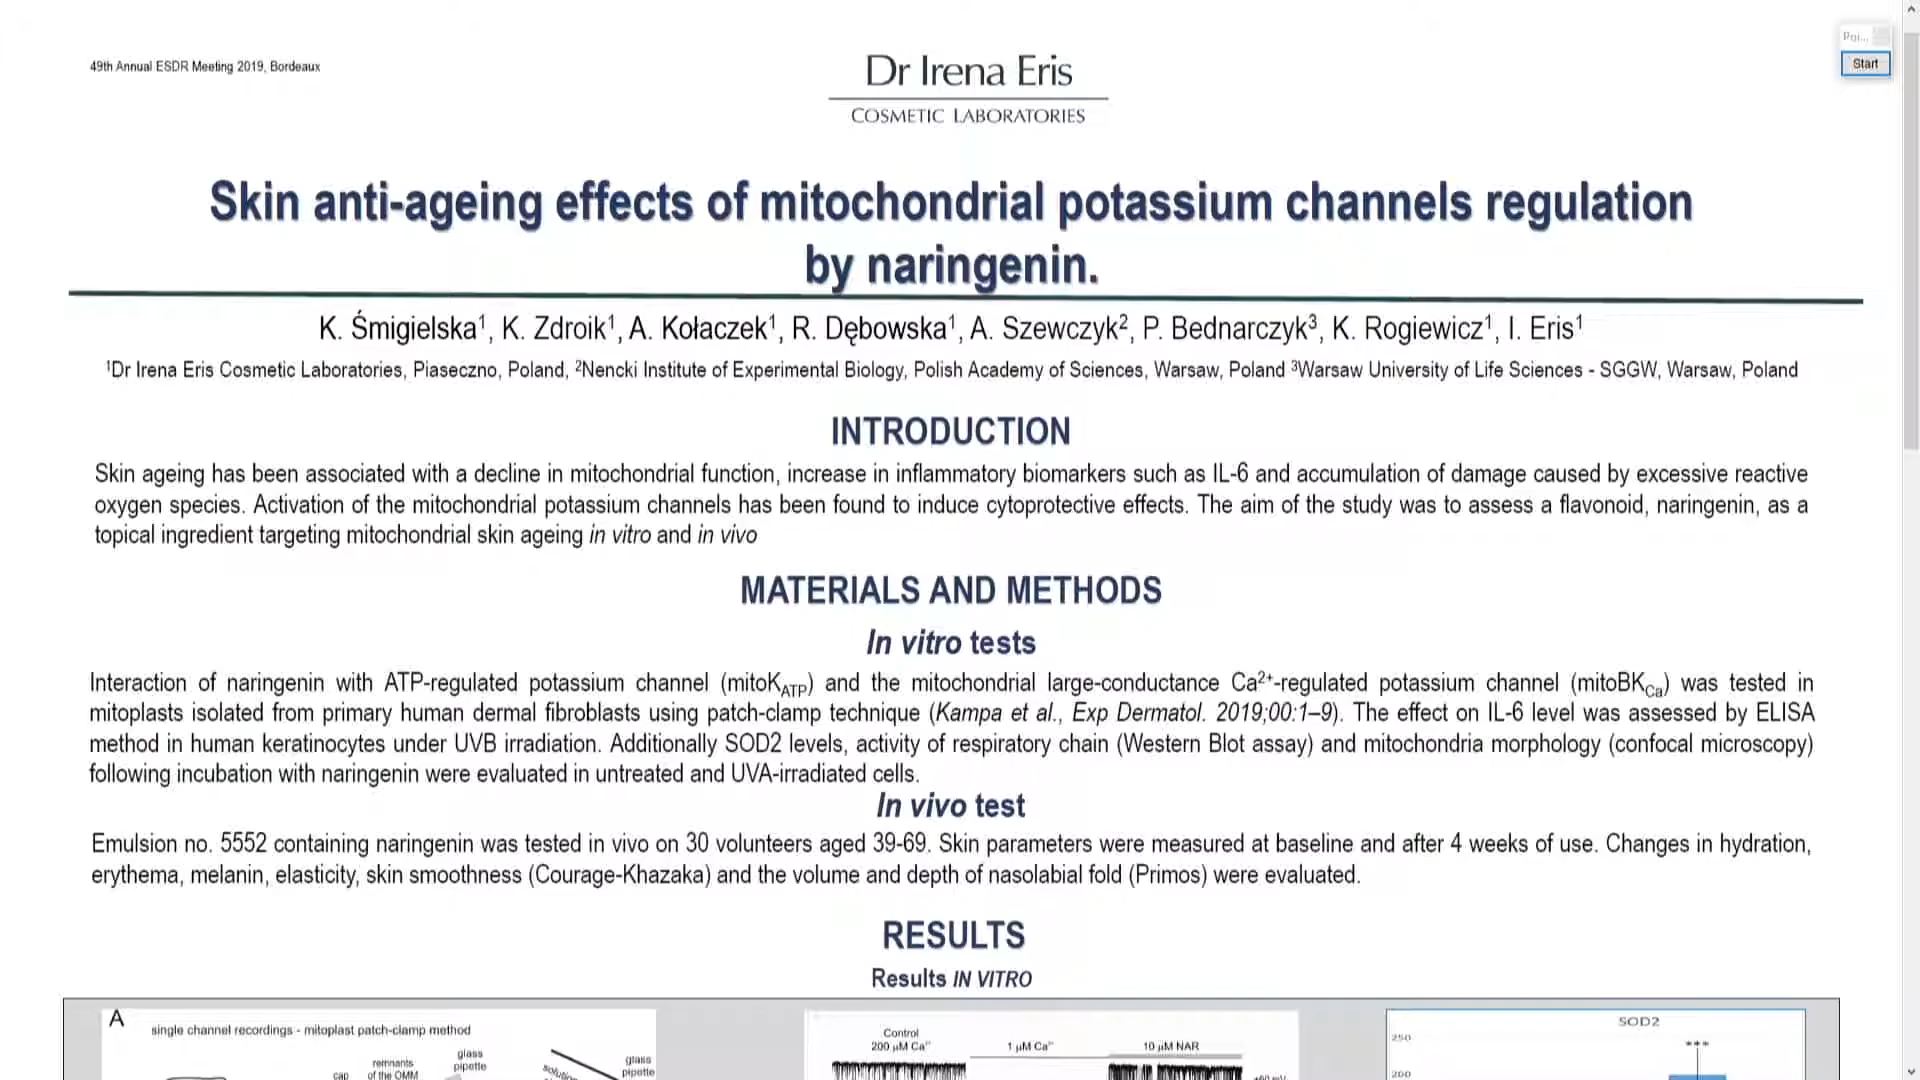 49th Annual ESDR Meeting 2019, Bordeaux
Start
Dr Irena Eris
COSMETIC LABORATORIES
Skin anti-ageing effects of mitochondrial potassium channels regulation
by naringenin.
K. Śmigielska¹, K. Zdroik¹, A. Kołaczek¹, R. Dębowska¹, A. Szewczyk², P. Bednarczyk³, K. Rogiewicz¹, I. Eris¹
¹Dr Irena Eris Cosmetic Laboratories, Piaseczno, Poland, ²Nencki Institute of Experimental Biology, Polish Academy of Sciences, Warsaw, Poland ³Warsaw University of Life Sciences - SGGW, Warsaw, Poland
INTRODUCTION
Skin ageing has been associated with a decline in mitochondrial function, increase in inflammatory biomarkers such as IL-6 and accumulation of damage caused by excessive reactive
oxygen species. Activation of the mitochondrial potassium channels has been found to induce cytoprotective effects. The aim of the study was to assess a flavonoid, naringenin, as a
topical ingredient targeting mitochondrial skin ageing in vitro and in vivo
MATERIALS AND METHODS
In vitro tests
Interaction of naringenin with ATP-regulated potassium channel (mitoKATP) and the mitochondrial large-conductance Ca²⁺-regulated potassium channel (mitoBKCa) was tested in
mitoplasts isolated from primary human dermal fibroblasts using patch-clamp technique (Kampa et al., Exp Dermatol. 2019;00:1–9). The effect on IL-6 level was assessed by ELISA
method in human keratinocytes under UVB irradiation. Additionally SOD2 levels, activity of respiratory chain (Western Blot assay) and mitochondria morphology (confocal microscopy)
following incubation with naringenin were evaluated in untreated and UVA-irradiated cells.
In vivo test
Emulsion no. 5552 containing naringenin was tested in vivo on 30 volunteers aged 39-69. Skin parameters were measured at baseline and after 4 weeks of use. Changes in hydration,
erythema, melanin, elasticity, skin smoothness (Courage-Khazaka) and the volume and depth of nasolabial fold (Primos) were evaluated.
RESULTS
Results IN VITRO
A
single channel recordings - mitoplast patch-clamp method
cap
remnants
of the OMM
glass
pipette
glass
pipette
Control
200 µM Ca²⁺
1 µM Ca²⁺
10 µM NAR
SOD2
250
***
200